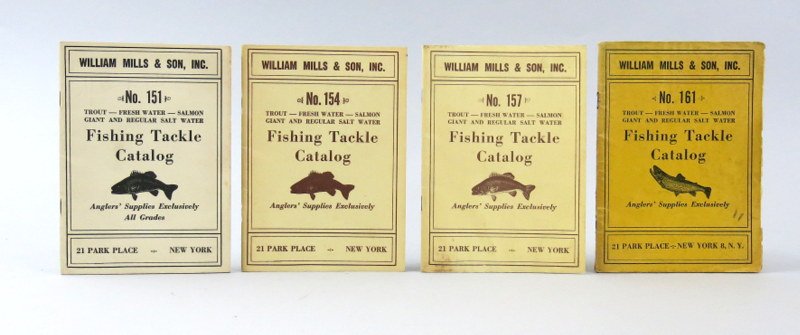 WILLIAM MILLS & SON, INC.
No. 151
TROUT — FRESH WATER — SALMON
GIANT AND REGULAR SALT WATER
Fishing Tackle
Catalog
Anglers' Supplies Exclusively
All Grades
21 PARK PLACE - NEW YORK
WILLIAM MILLS & SON, INC.
No. 154
TROUT — FRESH WATER — SALMON
GIANT AND REGULAR SALT WATER
Fishing Tackle
Catalog
Anglers' Supplies Exclusively
21 PARK PLACE - NEW YORK
WILLIAM MILLS & SON, INC.
No. 157
TROUT — FRESH WATER — SALMON
GIANT AND REGULAR SALT WATER
Fishing Tackle
Catalog
Anglers' Supplies Exclusively
21 PARK PLACE - NEW YORK
WILLIAM MILLS & SON, INC.
No. 161
TROUT — FRESH WATER — SALMON
GIANT AND REGULAR SALT WATER
Fishing Tackle
Catalog
Anglers' Supplies Exclusively
21 PARK PLACE - NEW YORK 8, N. Y.